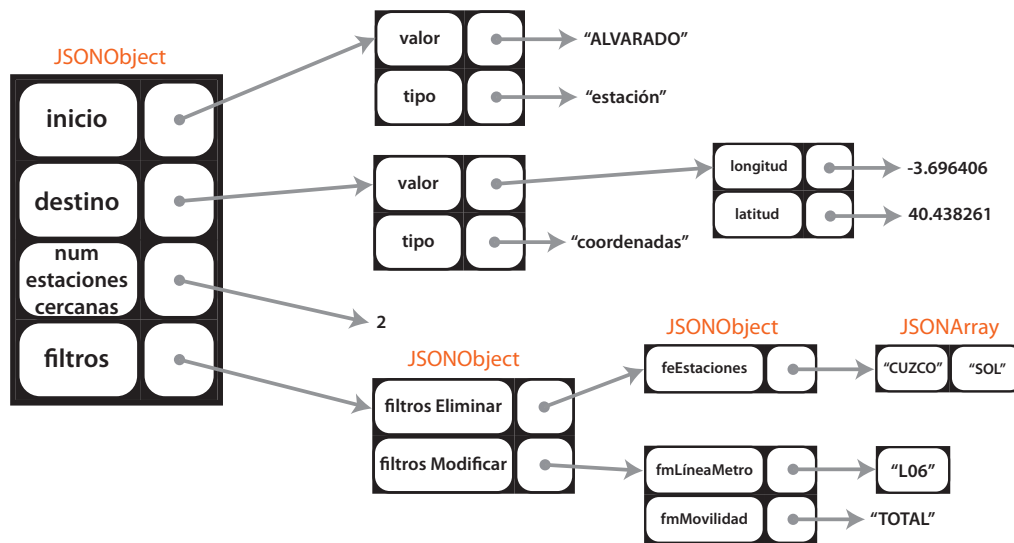 JSONObject
inicio
valor
“ALVARADO”
tipo
“estación”
destino
valor
longitud
-3.696406
latitud
40.438261
tipo
“coordenadas”
num
estaciones
cercanas
2
filtros
JSONObject
filtros Eliminar
JSONObject
feEstaciones
JSONArray
“CUZCO”
“SOL”
filtros Modificar
fmLíneaMetro
“L06”
fmMovilidad
“TOTAL”